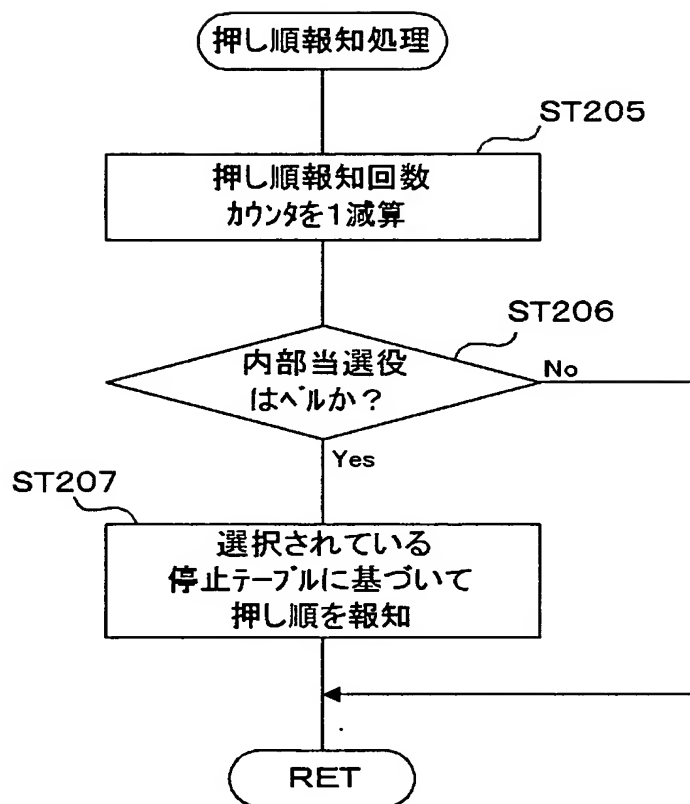 押し順報知処理
ST205
押し順報知回数
カウンタを1減算
ST206
内部当選役
はベルか？
No
Yes
ST207
選択されている
停止テーブルに基づいて
押し順を報知
RET